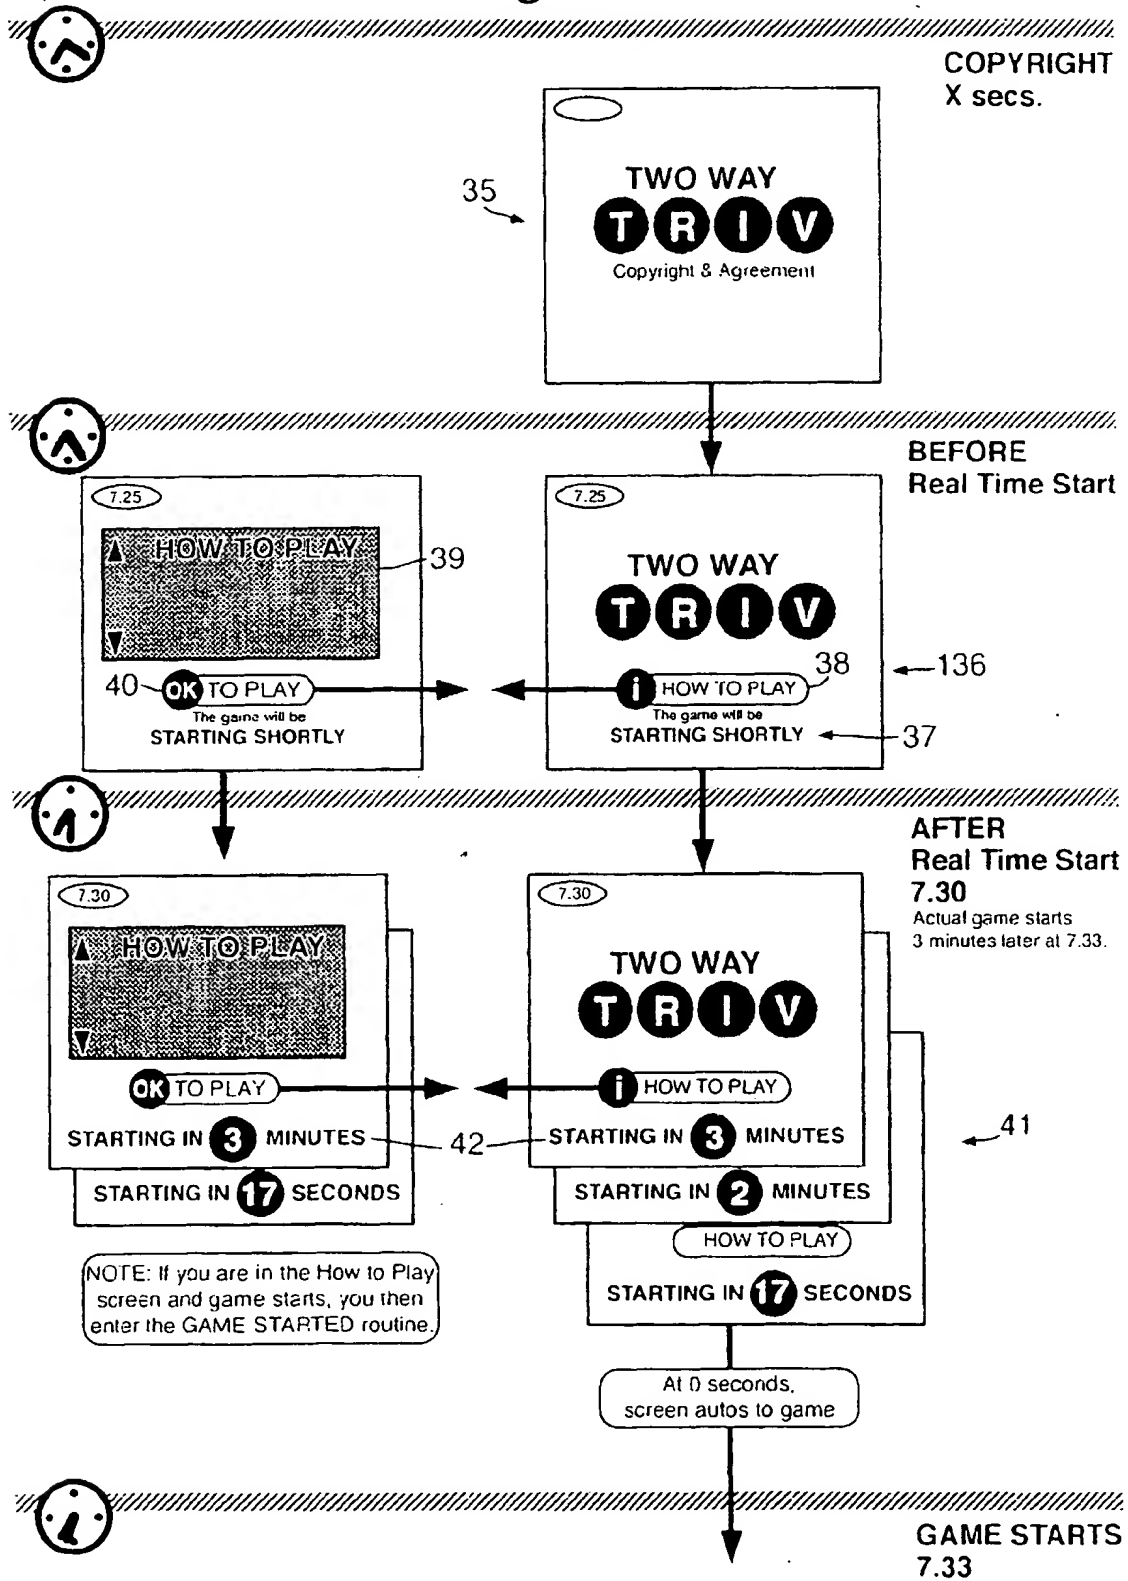 COPYRIGHT
X secs.
35
TWO WAY
TRIV
Copyright & Agreement
BEFORE
Real Time Start
7.25
HOW TO PLAY
39
40
OK TO PLAY
The game will be
STARTING SHORTLY
7.25
TWO WAY
TRIV
38
i HOW TO PLAY
136
The game will be
STARTING SHORTLY
37
AFTER
Real Time Start
7.30
Actual game starts
3 minutes later at 7.33.
7.30
HOW TO PLAY
OK TO PLAY
STARTING IN 3 MINUTES
42
STARTING IN 17 SECONDS
7.30
TWO WAY
TRIV
i HOW TO PLAY
STARTING IN 3 MINUTES
41
STARTING IN 2 MINUTES
HOW TO PLAY
STARTING IN 17 SECONDS
NOTE: If you are in the How to Play
screen and game starts, you then
enter the GAME STARTED routine.
At 0 seconds,
screen autos to game
GAME STARTS
7.33